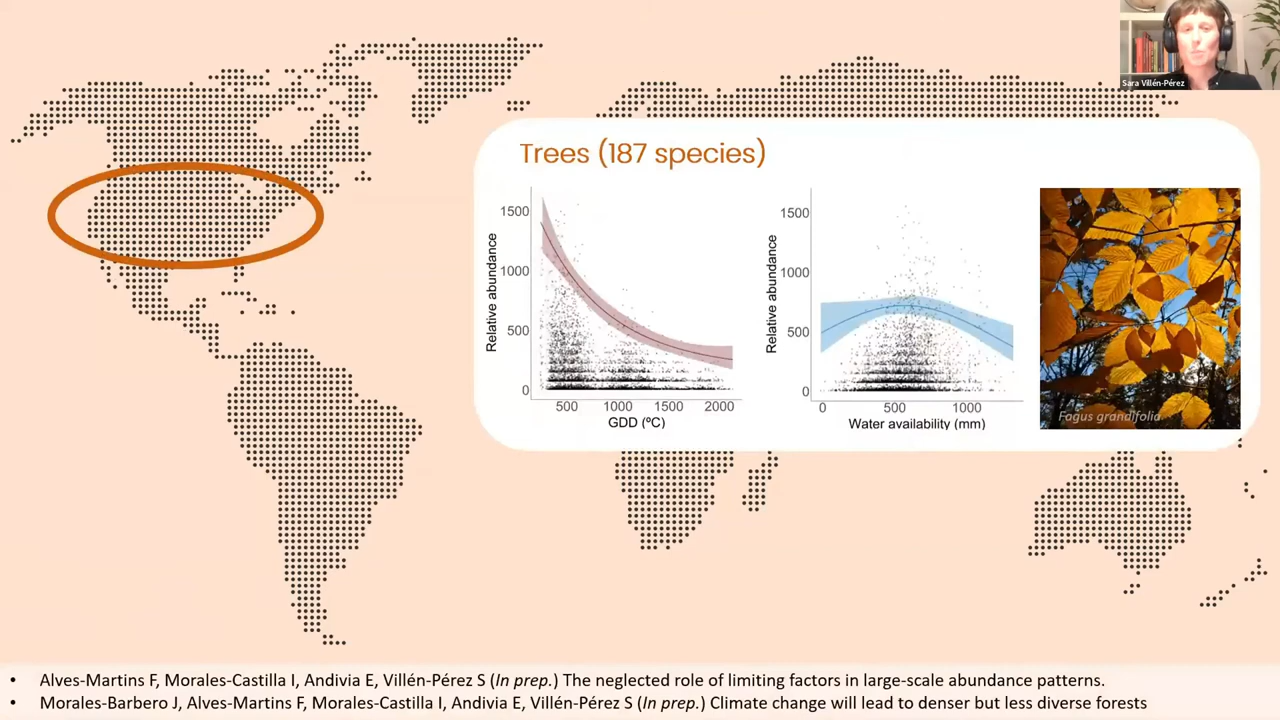 Sara Villén-Pérez
Trees (187 species)
1500
1000
500
0
Relative abundance
500 1000 1500 2000
GDD (ºC)
1500
1000
500
0
Relative abundance
0 500 1000
Water availability (mm)
Fagus grandifolia
• Alves-Martins F, Morales-Castilla I, Andivia E, Villén-Pérez S (In prep.) The neglected role of limiting factors in large-scale abundance patterns.
• Morales-Barbero J, Alves-Martins F, Morales-Castilla I, Andivia E, Villén-Pérez S (In prep.) Climate change will lead to denser but less diverse forests